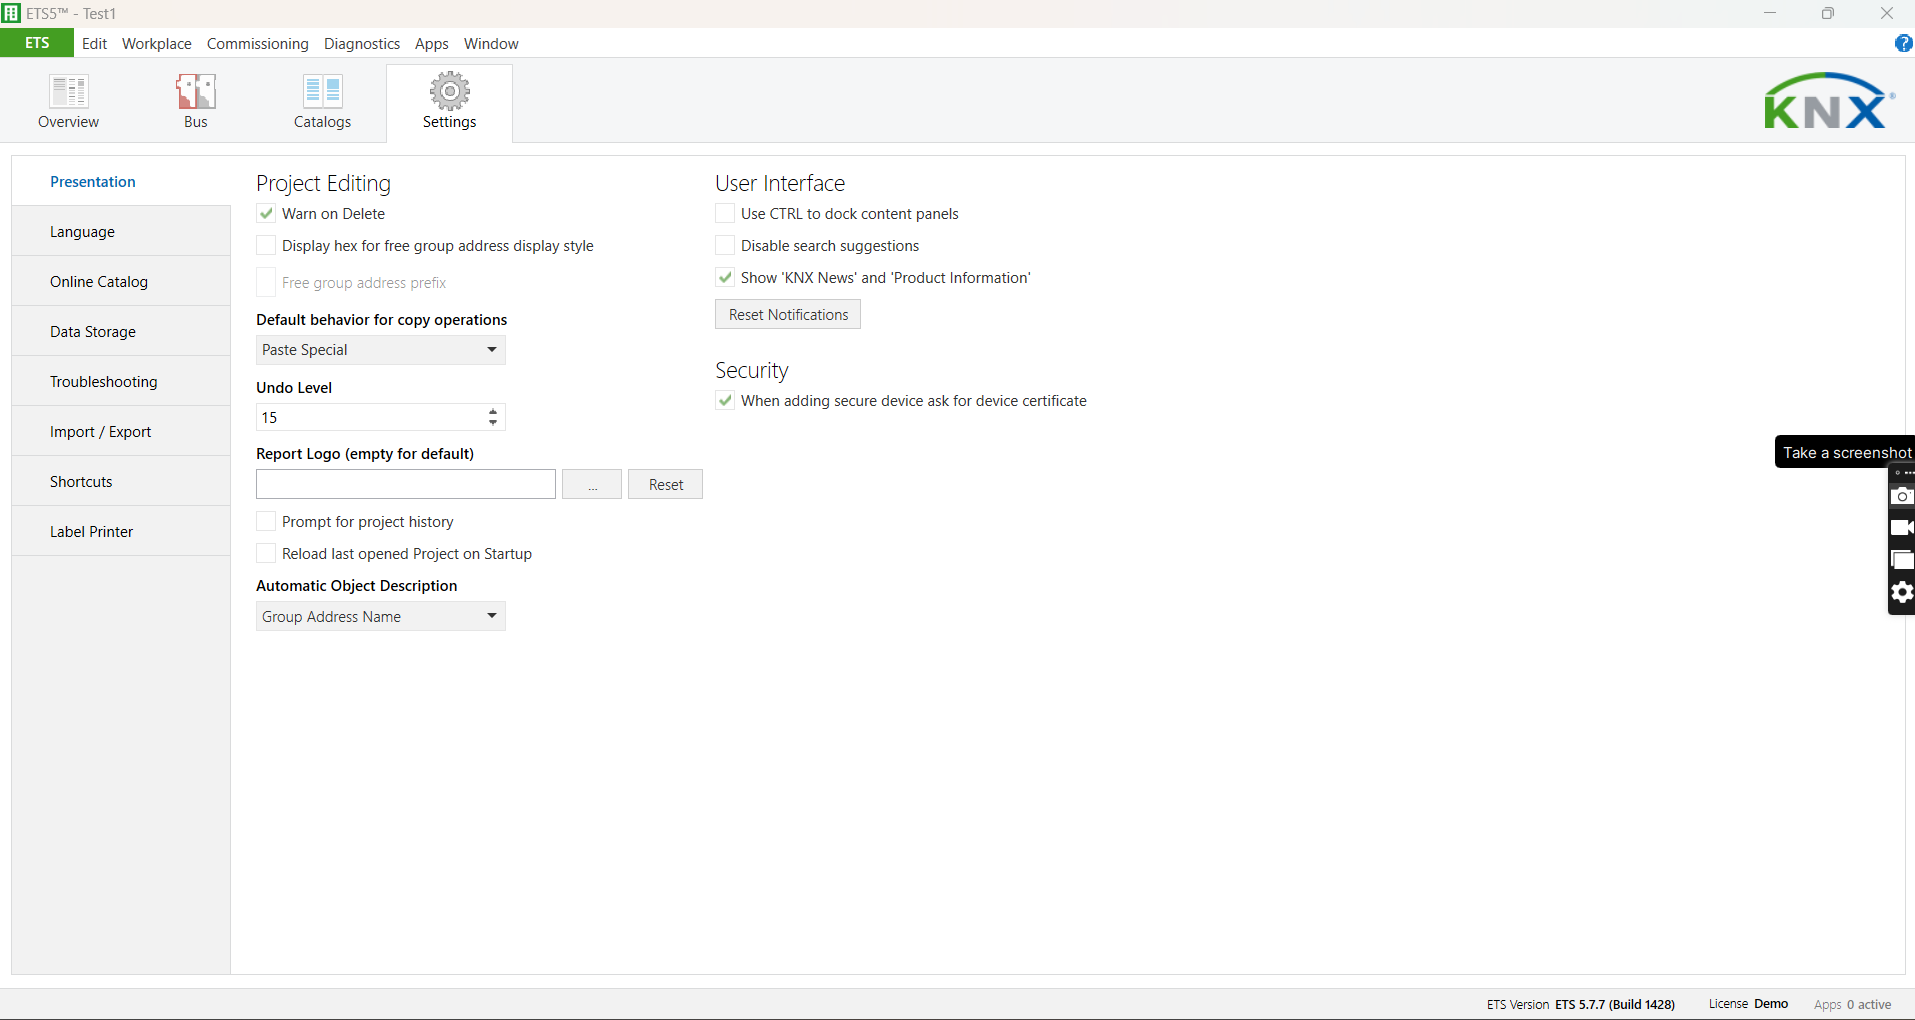 ETS5™ - Test1
ETS Edit Workplace Commissioning Diagnostics Apps Window ?
Overview Bus Catalogs Settings
KNX®
Presentation
Language
Online Catalog
Data Storage
Troubleshooting
Import / Export
Shortcuts
Label Printer
Project Editing
Warn on Delete
Display hex for free group address display style
Free group address prefix
Default behavior for copy operations
Paste Special
Undo Level
15
Report Logo (empty for default)
... Reset
Prompt for project history
Reload last opened Project on Startup
Automatic Object Description
Group Address Name
User Interface
Use CTRL to dock content panels
Disable search suggestions
Show 'KNX News' and 'Product Information'
Reset Notifications
Security
When adding secure device ask for device certificate
Take a screenshot
ETS Version ETS 5.7.7 (Build 1428) License Demo Apps 0 active